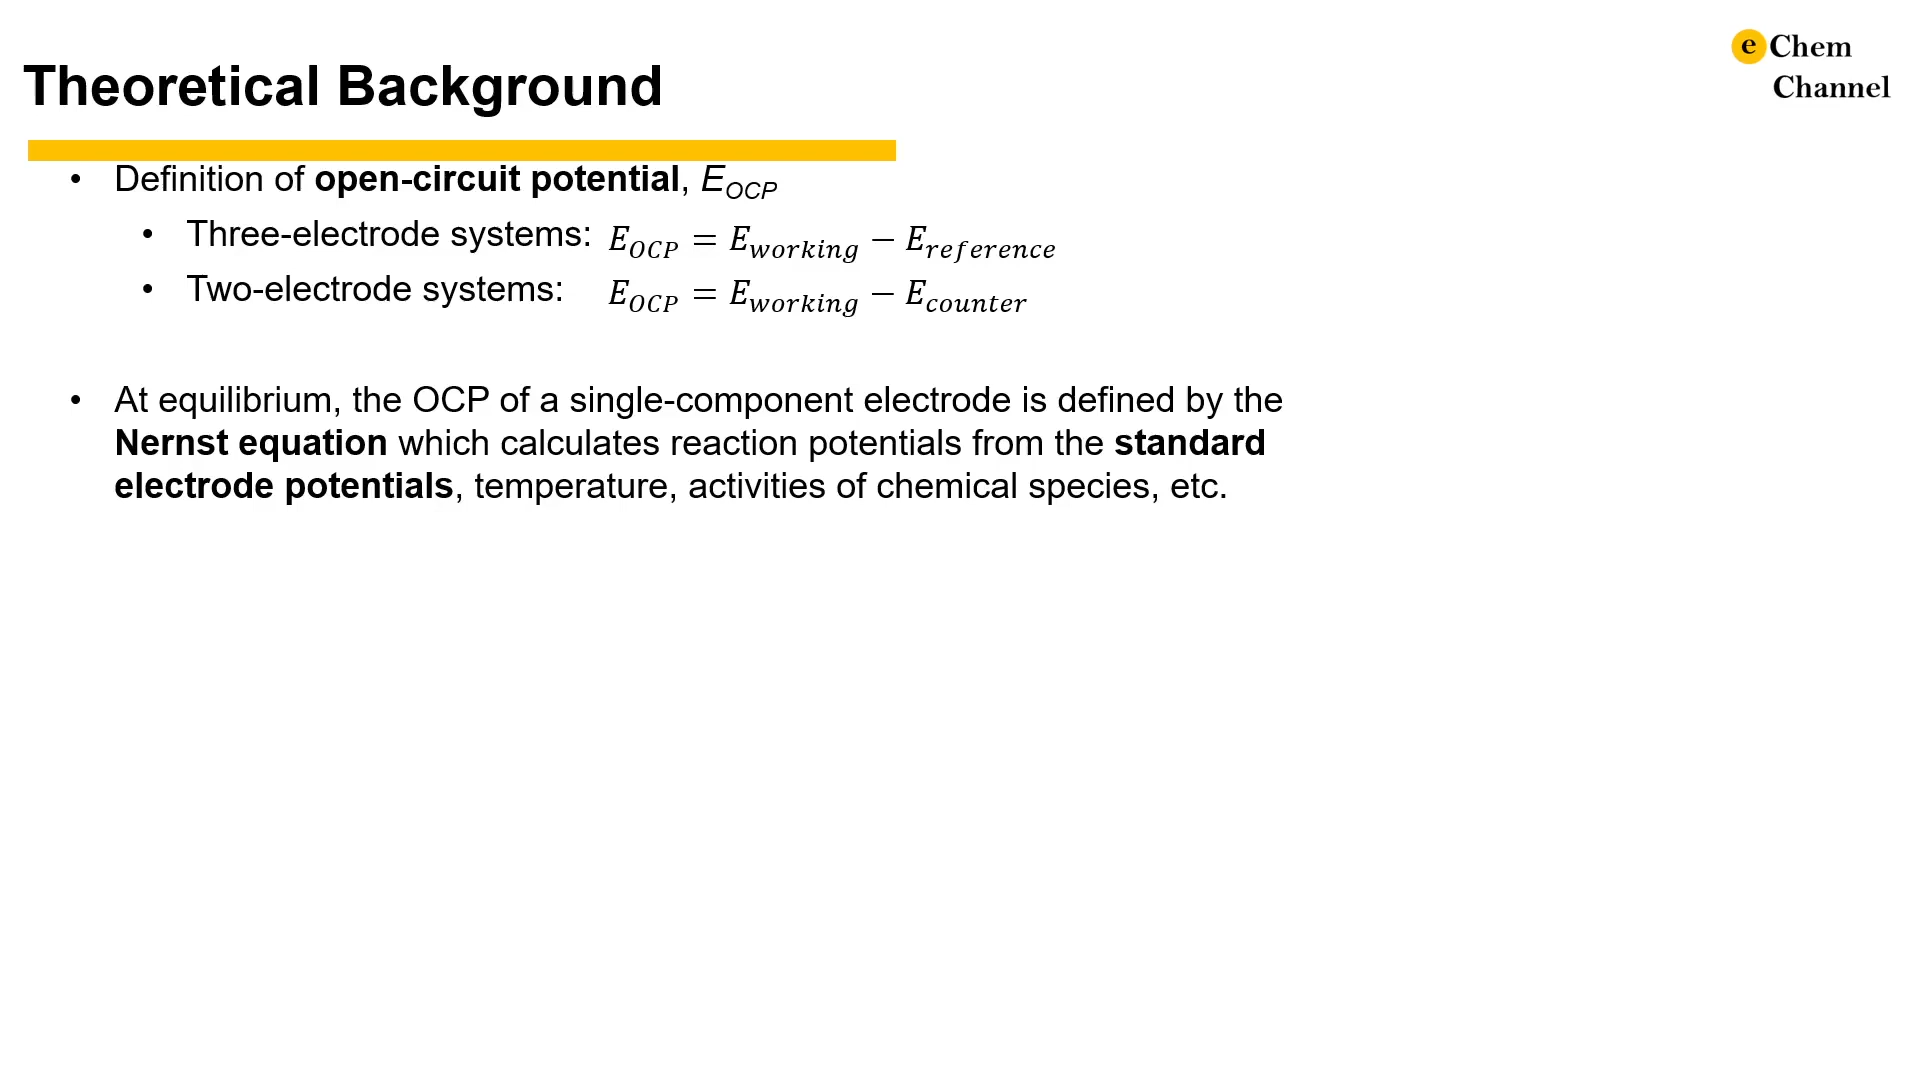 e Chem
Channel
Theoretical Background
• Definition of open-circuit potential, E_OCP
• Three-electrode systems: E_OCP = E_working − E_reference
• Two-electrode systems: E_OCP = E_working − E_counter
• At equilibrium, the OCP of a single-component electrode is defined by the
Nernst equation which calculates reaction potentials from the standard
electrode potentials, temperature, activities of chemical species, etc.